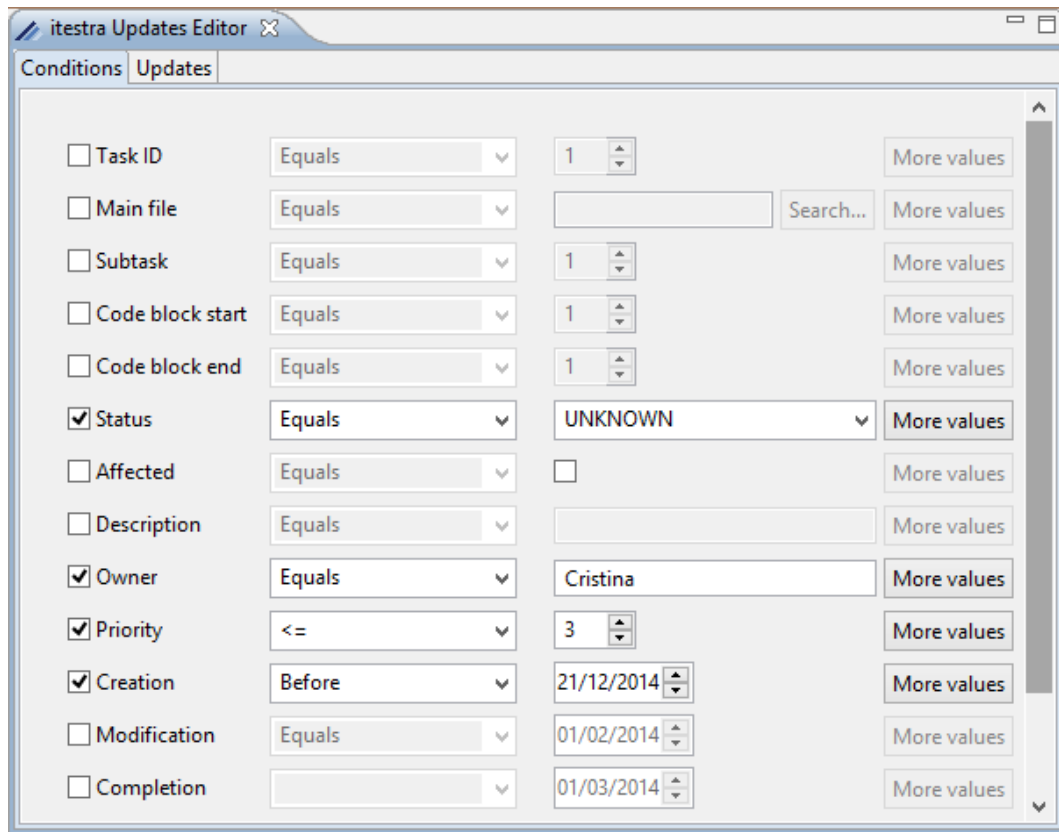 itestra Updates Editor
Conditions Updates
Task ID Equals 1 More values
Main file Equals Search... More values
Subtask Equals 1 More values
Code block start Equals 1 More values
Code block end Equals 1 More values
Status Equals UNKNOWN More values
Affected Equals More values
Description Equals More values
Owner Equals Cristina More values
Priority <= 3 More values
Creation Before 21/12/2014 More values
Modification Equals 01/02/2014 More values
Completion 01/03/2014 More values